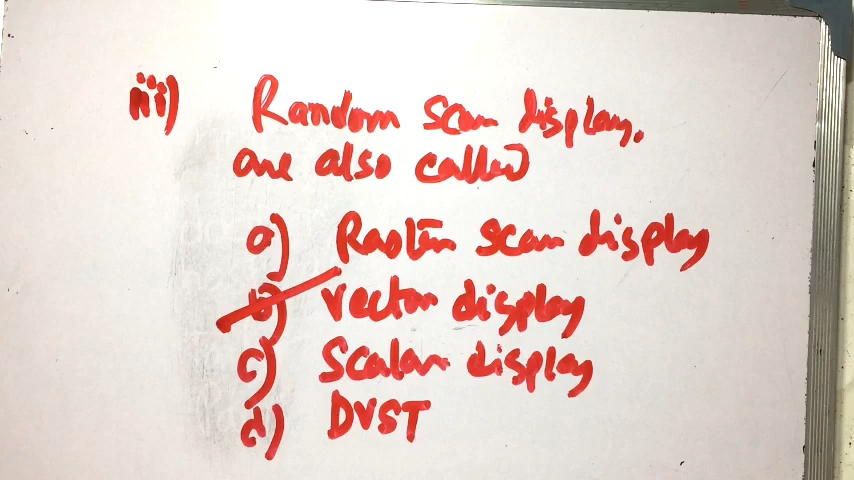 iii) Random scan display.
are also called
a) Raster scan display
b) Vector display
c) Scalar display
d) DVST